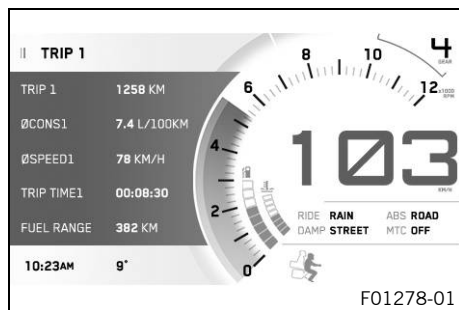 TRIP 1
TRIP 1 1258 KM
ØCONS1 7.4 L/100KM
ØSPEED1 78 KM/H
TRIP TIME1 00:08:30
FUEL RANGE 382 KM
10:23AM 9°
0
2
4
6
8
10
12 x1000 RPM
4
GEAR
103
KM/H
RIDE RAIN ABS ROAD
DAMP STREET MTC OFF
F01278-01